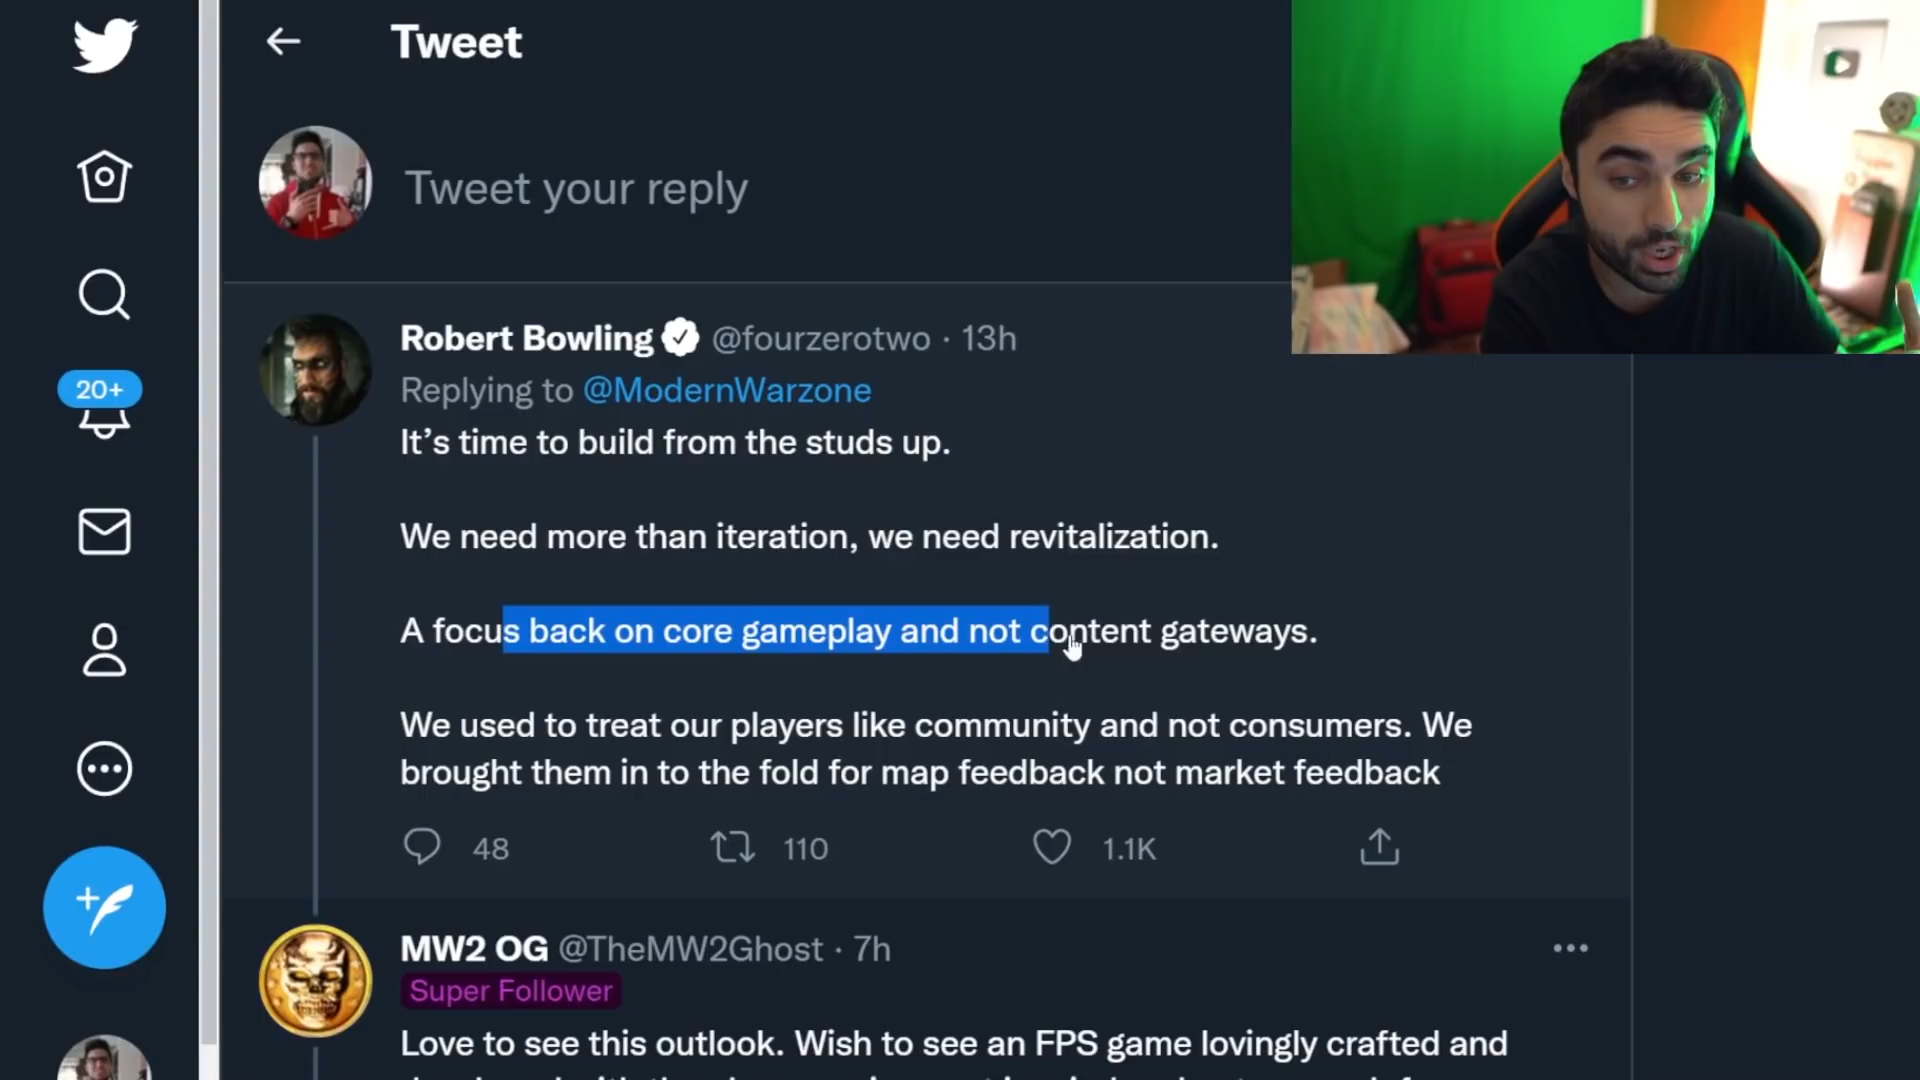 Tweet
Tweet your reply
20+
Robert Bowling @fourzerotwo · 13h
Replying to @ModernWarzone
It’s time to build from the studs up.
We need more than iteration, we need revitalization.
A focus back on core gameplay and not content gateways.
We used to treat our players like community and not consumers. We
brought them in to the fold for map feedback not market feedback
48 110 1.1K
MW2 OG @TheMW2Ghost · 7h
Super Follower
Love to see this outlook. Wish to see an FPS game lovingly crafted and